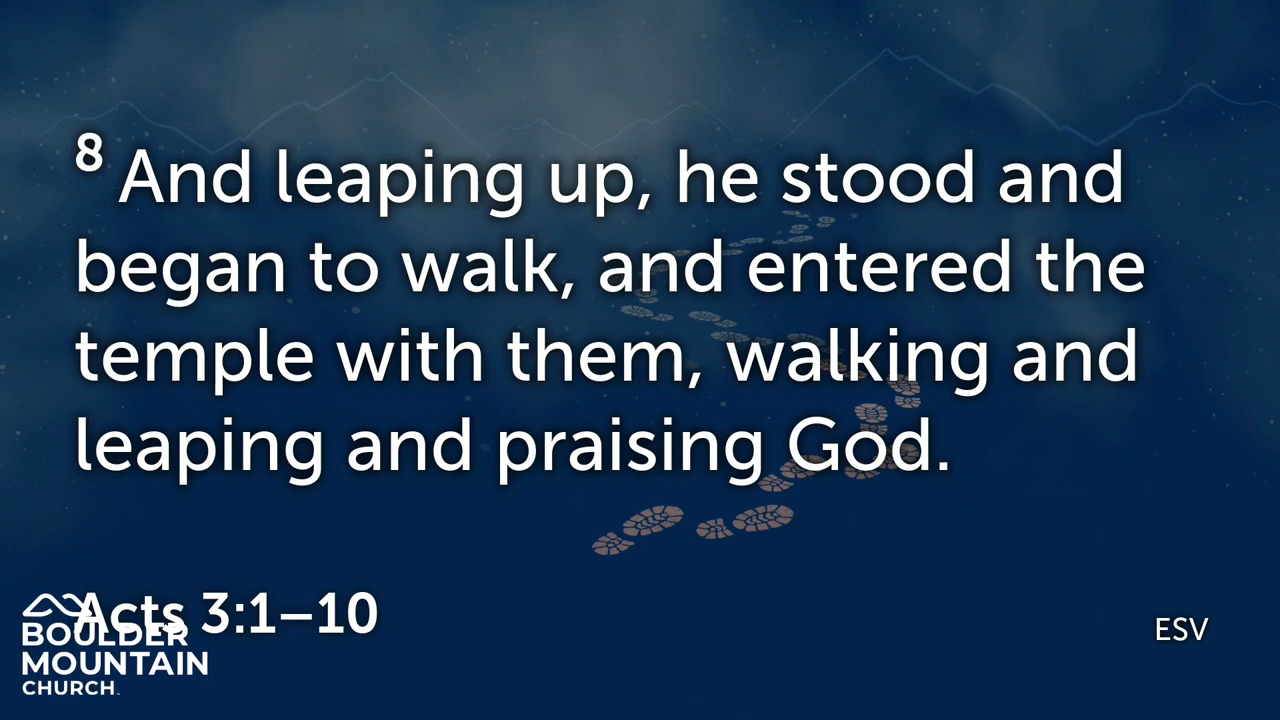 8 And leaping up, he stood and
began to walk, and entered the
temple with them, walking and
leaping and praising God.
Acts 3:1–10
ESV
BOULDER
MOUNTAIN
CHURCH